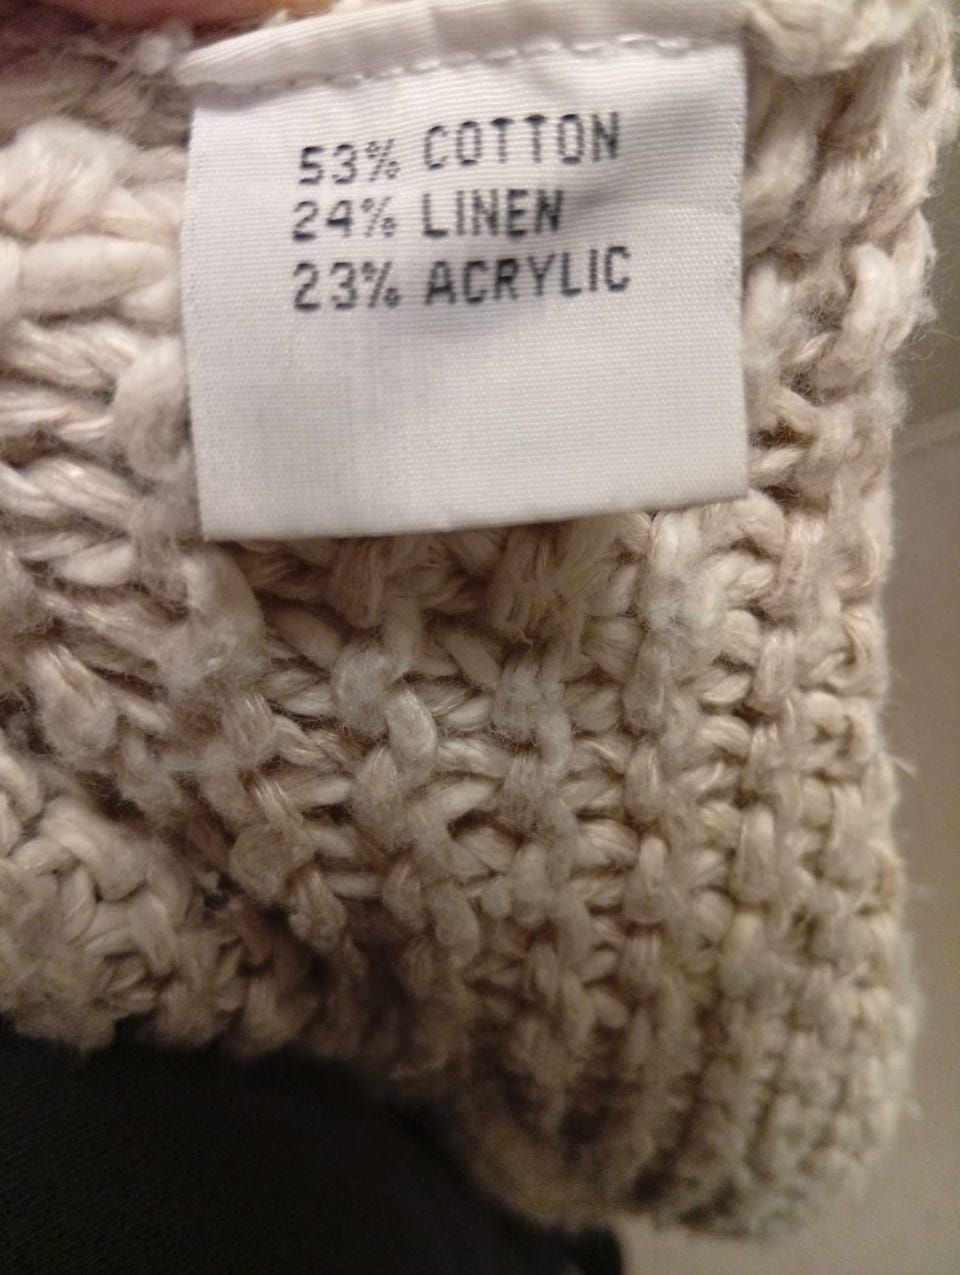 53% COTTON
24% LINEN
23% ACRYLIC